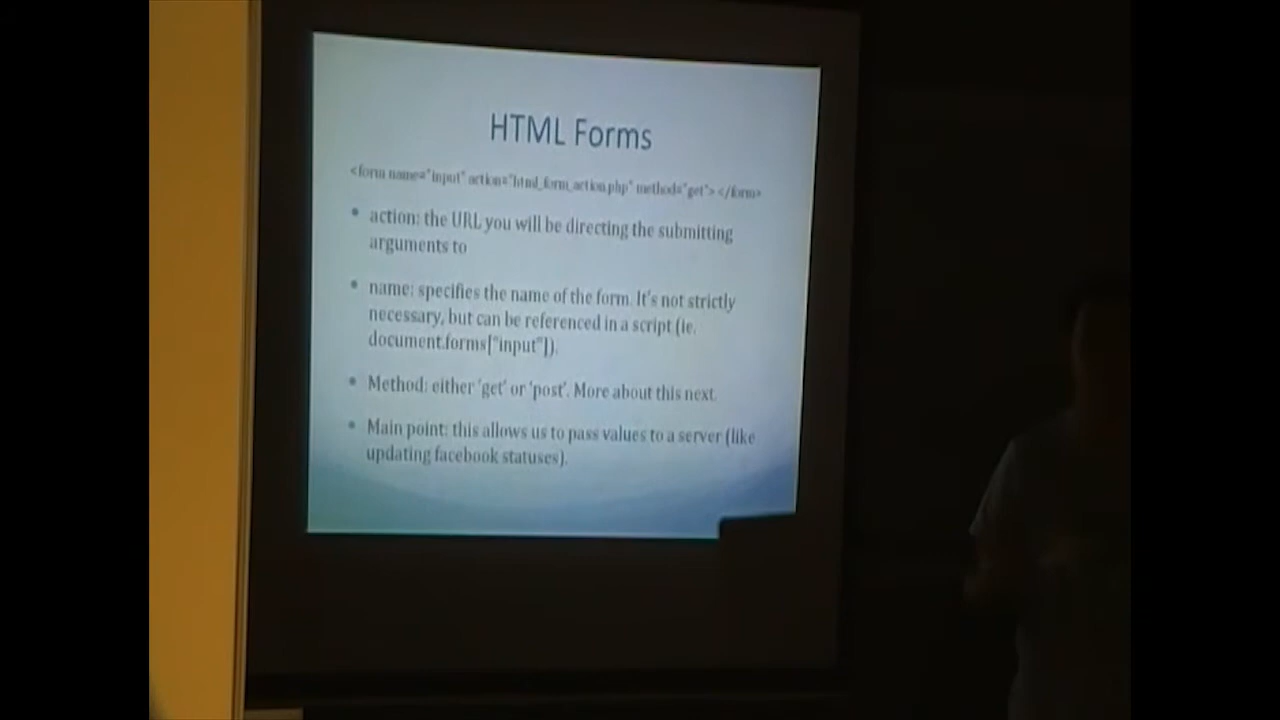 HTML Forms
<form name="input" action="html_form_action.php" method="get"> </form>
• action: the URL you will be directing the submitting
arguments to
• name: specifies the name of the form. It's not strictly
necessary, but can be referenced in a script (ie.
document.forms["input"]).
• Method: either 'get' or 'post'. More about this next.
• Main point: this allows us to pass values to a server (like
updating facebook statuses).